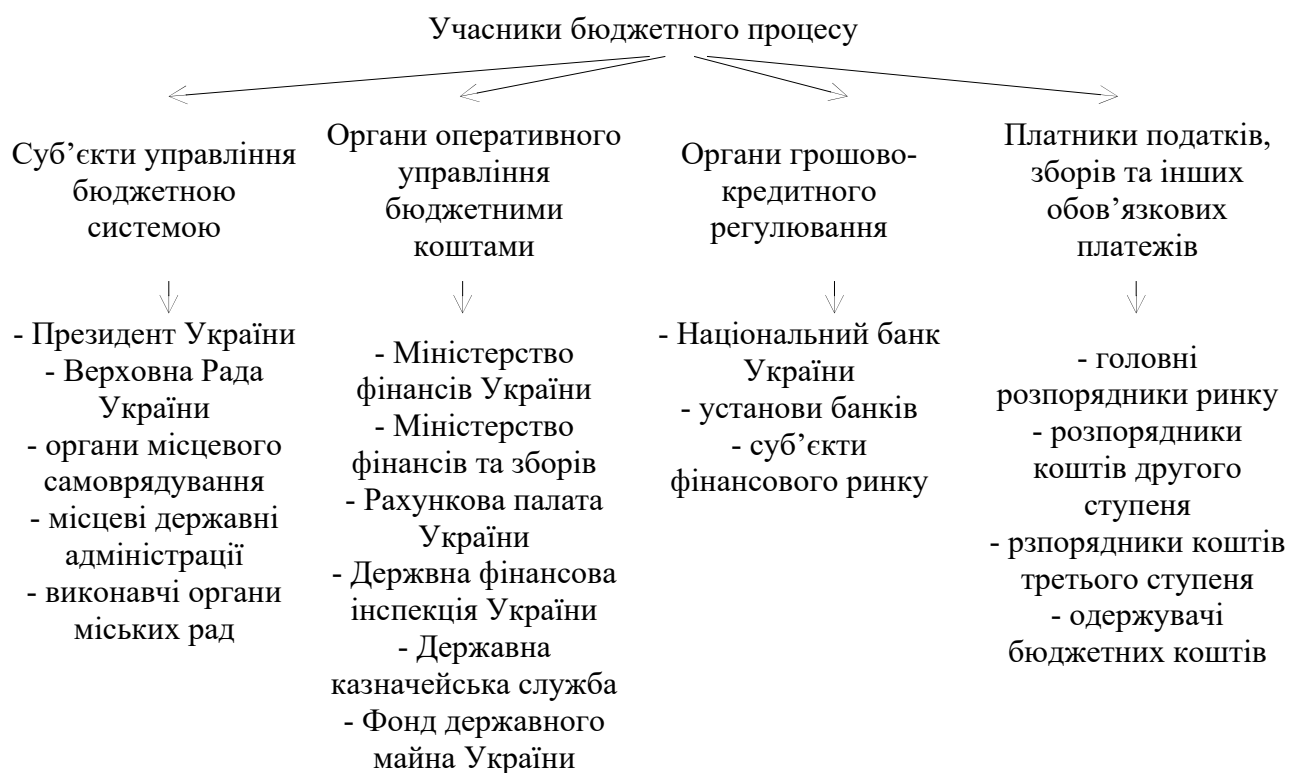 Учасники бюджетного процесу
Суб’єкти управління
бюджетною
системою
Органи оперативного
управління
бюджетними
коштами
Органи грошово-
кредитного
регулювання
Платники податків,
зборів та інших
обов’язкових
платежів
- Президент України
- Верховна Рада
України
- органи місцевого
самоврядування
- місцеві державні
адміністрації
- виконавчі органи
міських рад
- Міністерство
фінансів України
- Міністерство
фінансів та зборів
- Рахункова палата
України
- Держвна фінансова
інспекція України
- Державна
казначейська служба
- Фонд державного
майна України
- Національний банк
України
- установи банків
- суб’єкти
фінансового ринку
- головні
розпорядники ринку
- розпорядники
коштів другого
ступеня
- рзпорядники коштів
третього ступеня
- одержувачі
бюджетних коштів